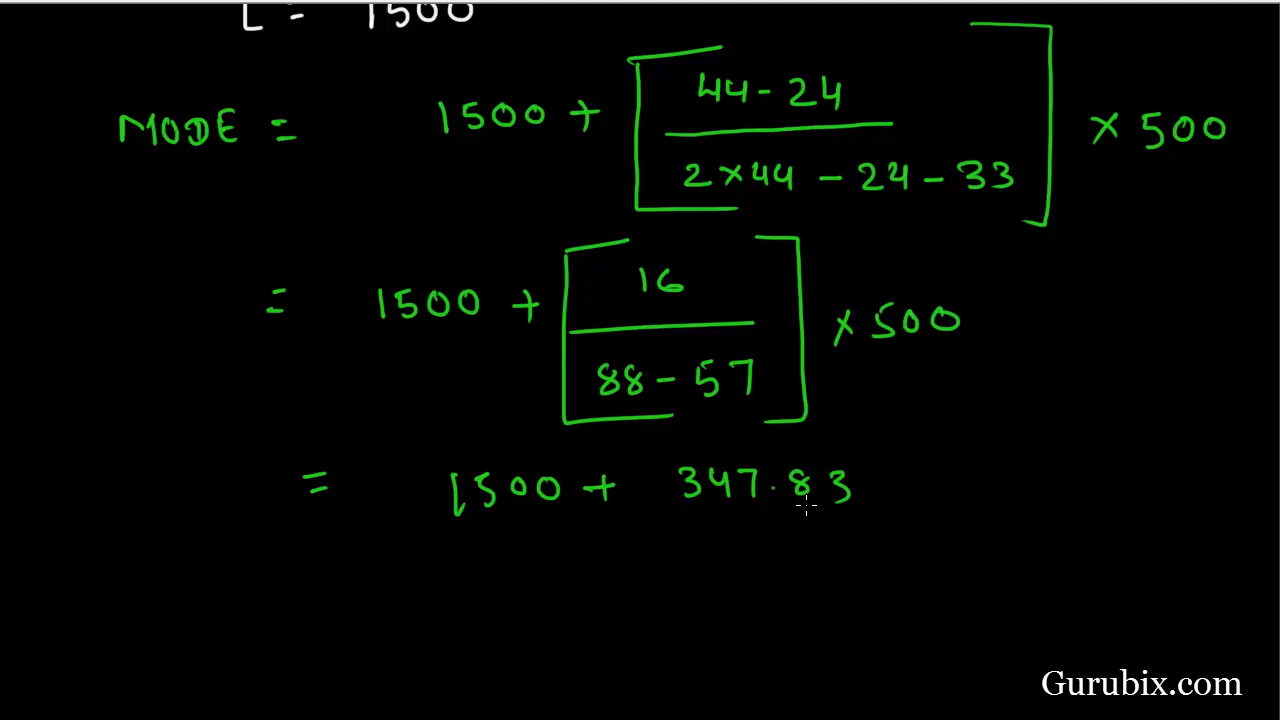 L = 1500
MODE = 1500 + [ 44 - 24 / 2 × 44 - 24 - 33 ] × 500
= 1500 + [ 16 / 88 - 57 ] × 500
= 1500 + 347.83
Gurubix.com